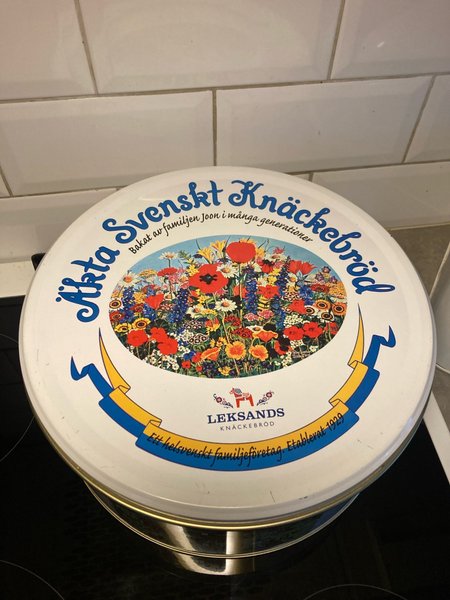 Äkta Svenskt Knäckebröd
Bakat av familjen Joon i många generationer
LEKSANDS
KNÄCKEBRÖD
Ett helsvenskt familjeföretag. Etablerat 1929